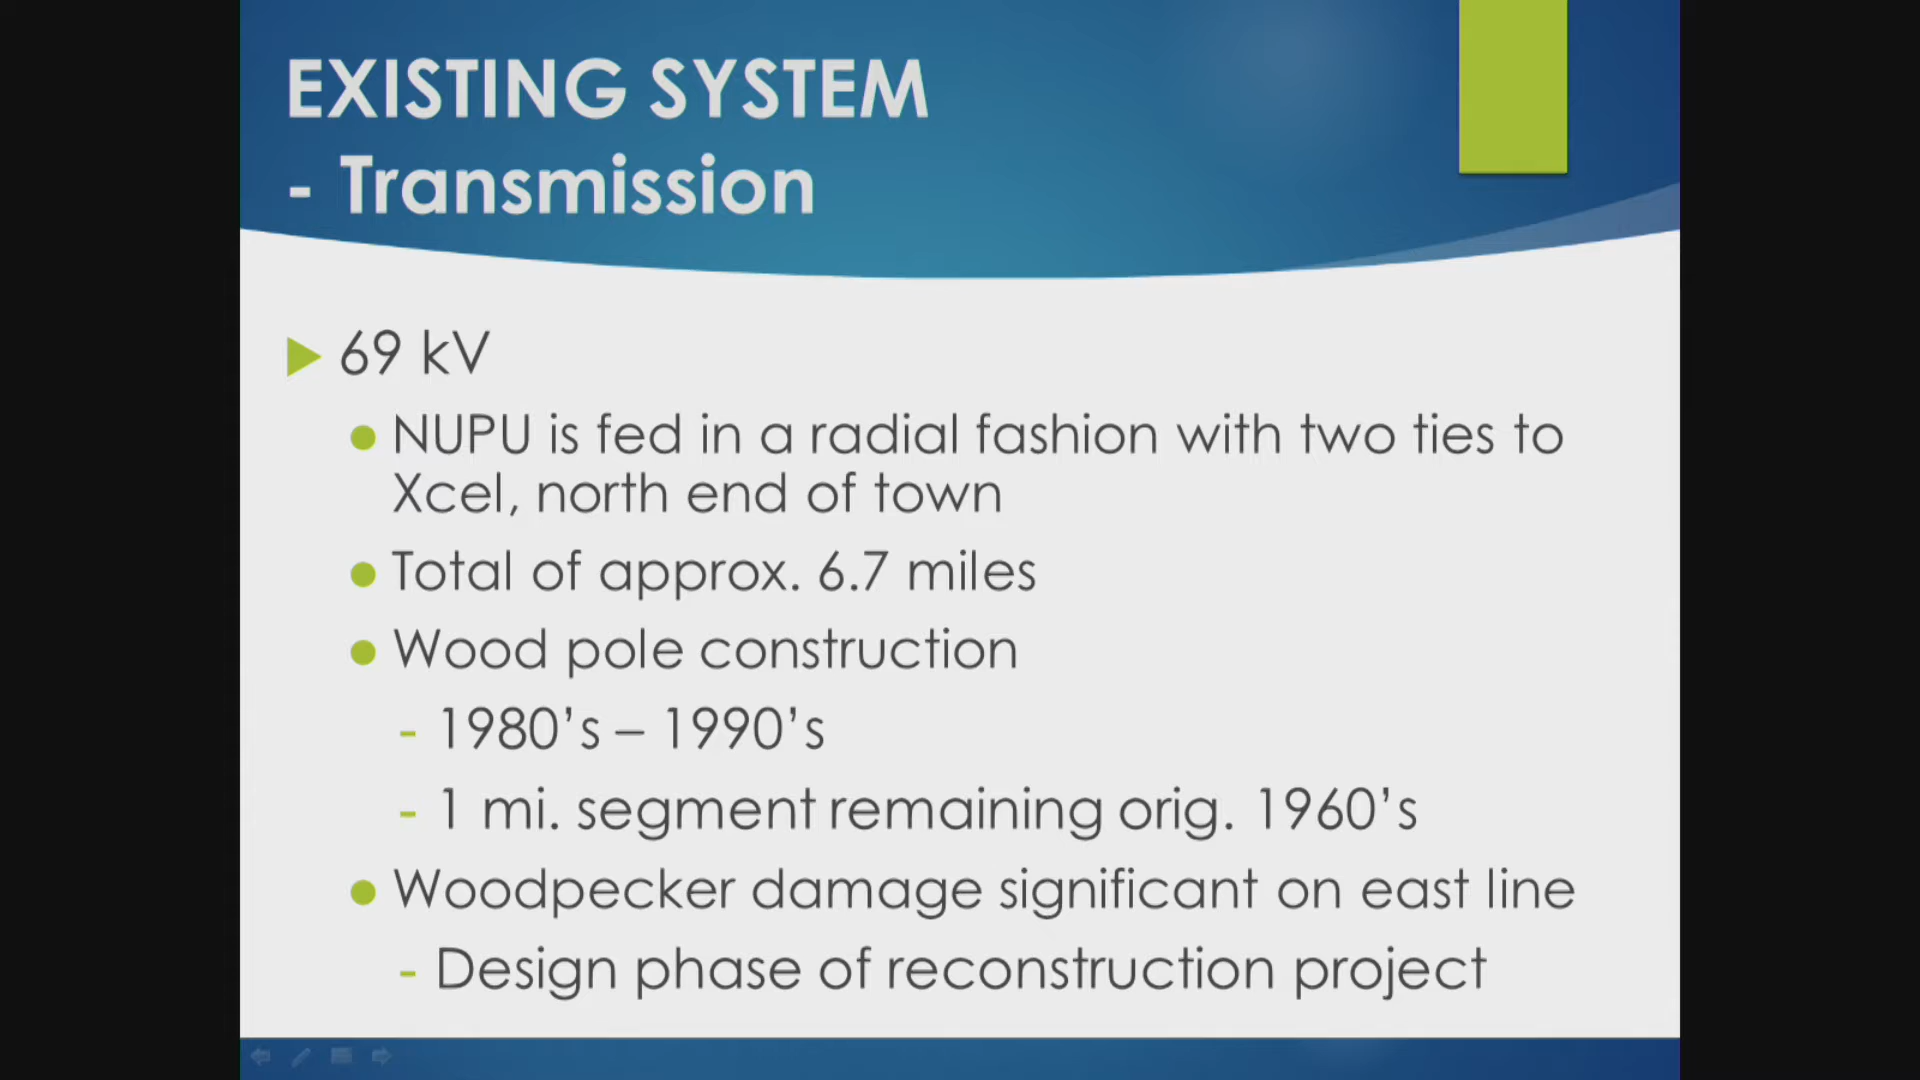 EXISTING SYSTEM
- Transmission
69 kV
NUPU is fed in a radial fashion with two ties to
Xcel, north end of town
Total of approx. 6.7 miles
Wood pole construction
- 1980’s – 1990’s
- 1 mi. segment remaining orig. 1960’s
Woodpecker damage significant on east line
- Design phase of reconstruction project